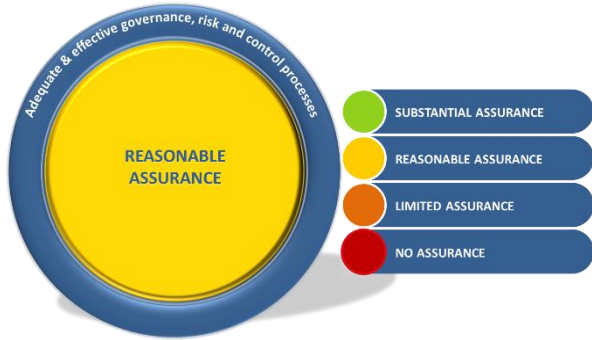 Adequate & effective governance, risk and control processes
REASONABLE
ASSURANCE
SUBSTANTIAL ASSURANCE
REASONABLE ASSURANCE
LIMITED ASSURANCE
NO ASSURANCE